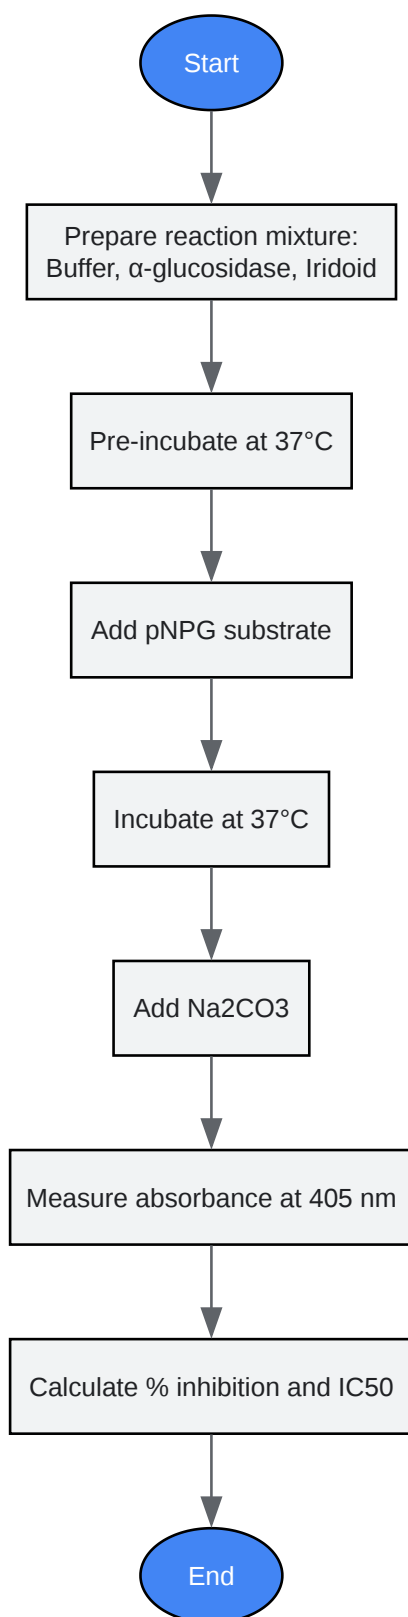 Start
Prepare reaction mixture:
Buffer, α-glucosidase, Iridoid
Pre-incubate at 37°C
Add pNPG substrate
Incubate at 37°C
Add Na2CO3
Measure absorbance at 405 nm
Calculate % inhibition and IC50
End